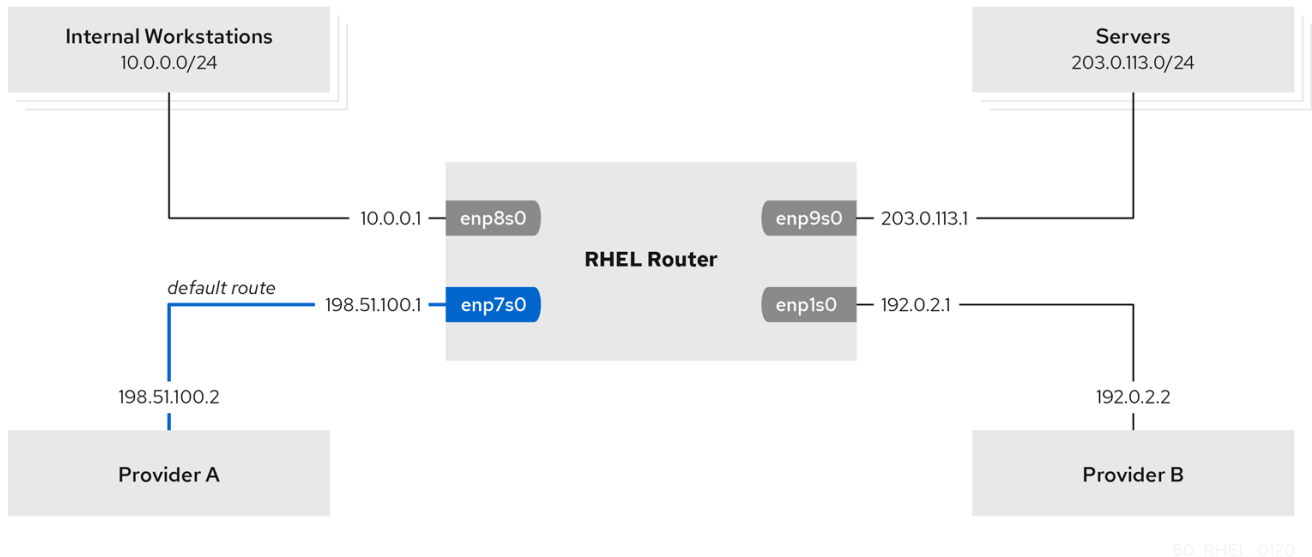 Internal Workstations
10.0.0.0/24
Servers
203.0.113.0/24
10.0.0.1
enp8s0
enp9s0
203.0.113.1
RHEL Router
default route
198.51.100.1
enp7s0
enp1s0
192.0.2.1
198.51.100.2
192.0.2.2
Provider A
Provider B
60_RHEL_0120